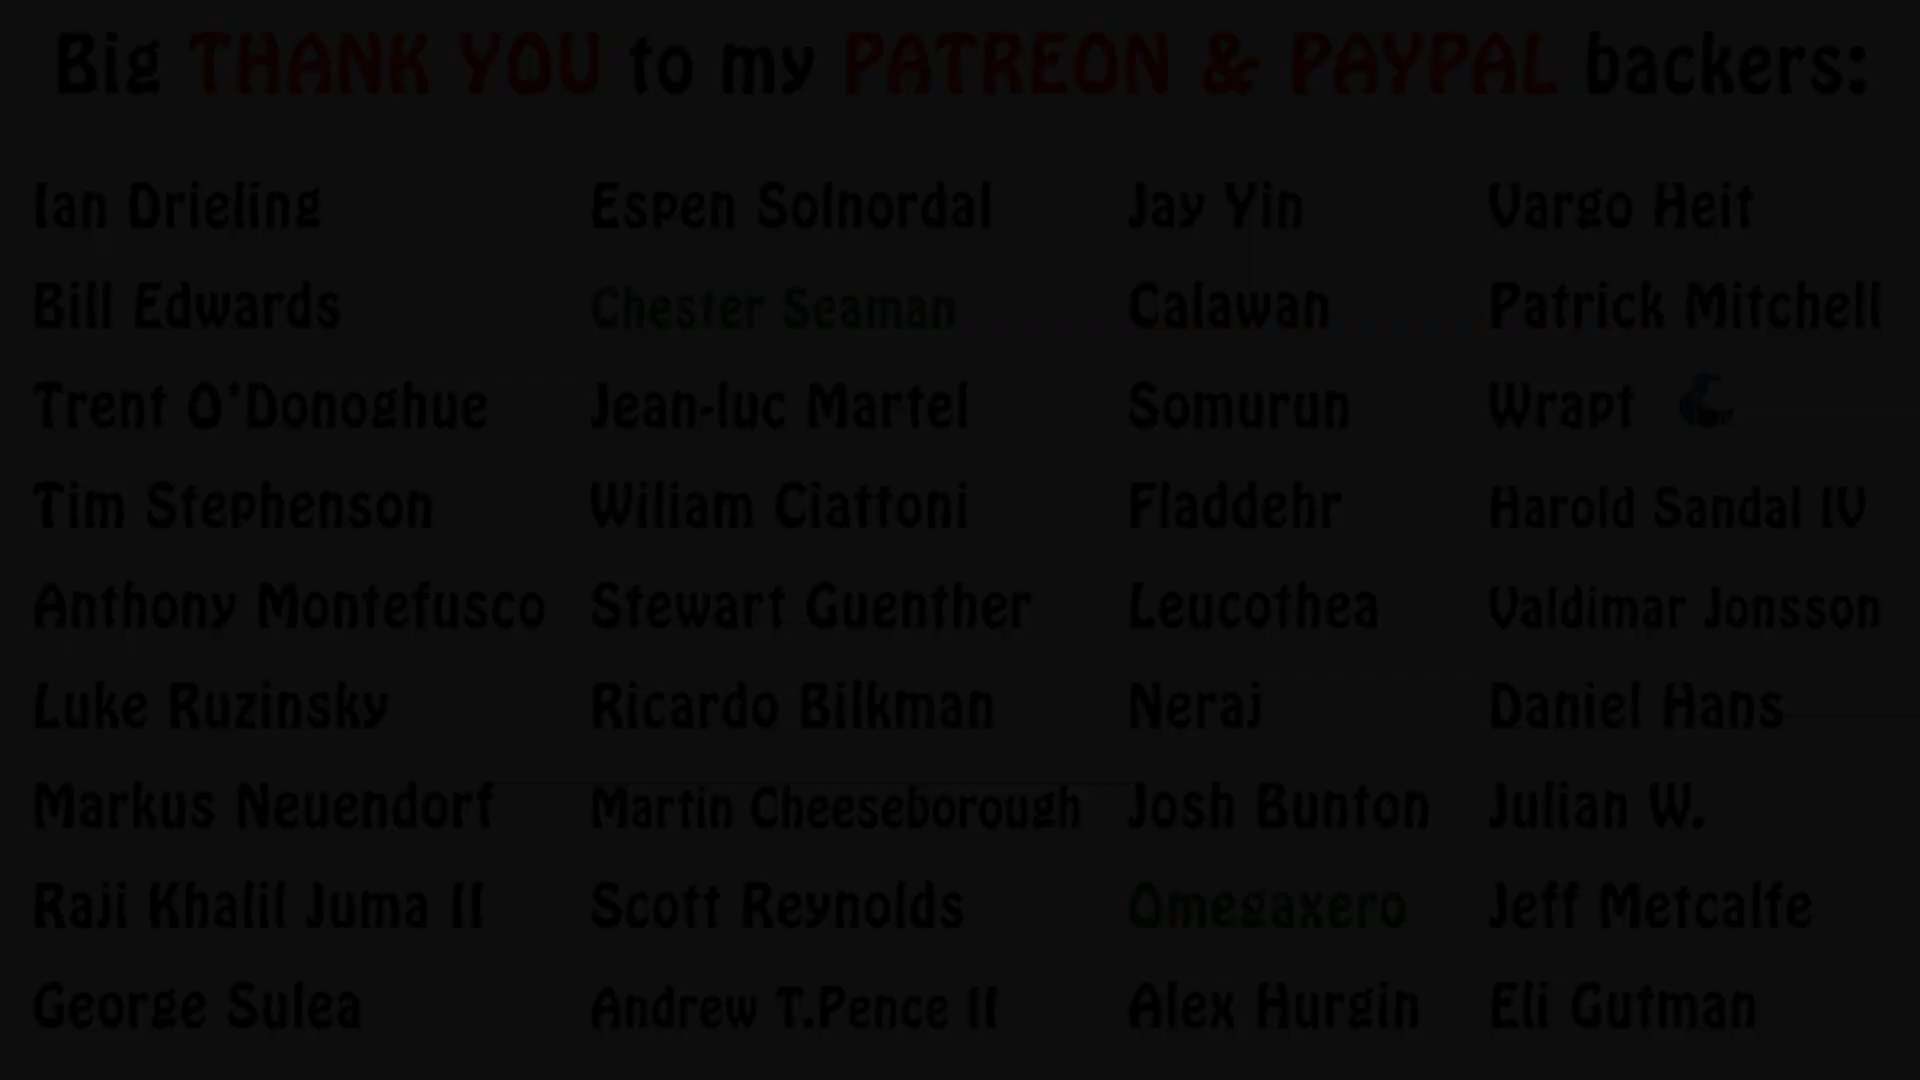 Big THANK YOU to my PATREON & PAYPAL backers:
Ian Drieling Espen Solnordal Jay Yin Vargo Heit
Bill Edwards Chester Seaman Calawan Patrick Mitchell
Trent O'Donoghue Jean-luc Martel Somurun Wrapt
Tim Stephenson Wiliam Ciattoni Fladdehr Harold Sandal IV
Anthony Montefusco Stewart Guenther Leucothea Valdimar Jonsson
Luke Ruzinsky Ricardo Bilkman Neraj Daniel Hans
Markus Neuendorf Martin Cheeseborough Josh Bunton Julian W.
Raji Khalil Juma II Scott Reynolds Omegaxero Jeff Metcalfe
George Sulea Andrew T.Pence II Alex Hurgin Eli Gutman